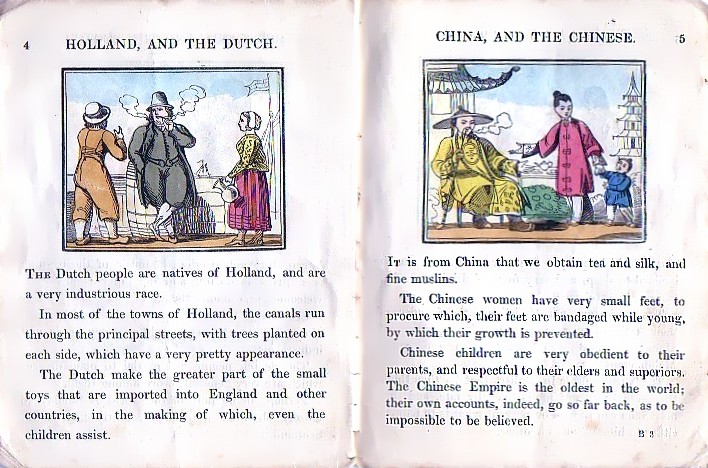 4 HOLLAND, AND THE DUTCH.
THE Dutch people are natives of Holland, and are
a very industrious race.
In most of the towns of Holland, the canals run
through the principal streets, with trees planted on
each side, which have a very pretty appearance.
The Dutch make the greater part of the small
toys that are imported into England and other
countries, in the making of which, even the
children assist.
CHINA, AND THE CHINESE. 5
IT is from China that we obtain tea and silk, and
fine muslins.
The Chinese women have very small feet, to
procure which, their feet are bandaged while young,
by which their growth is prevented.
Chinese children are very obedient to their
parents, and respectful to their elders and superiors.
The Chinese Empire is the oldest in the world;
their own accounts, indeed, go so far back, as to be
impossible to be believed.
B 3